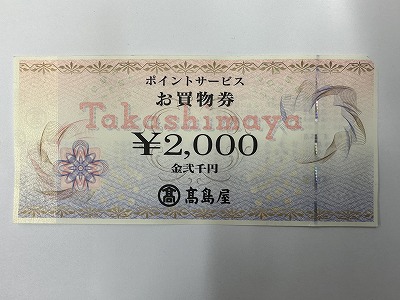 ポイントサービス
お買物券
Takashimaya
¥2,000
金弐千円
髙 髙島屋